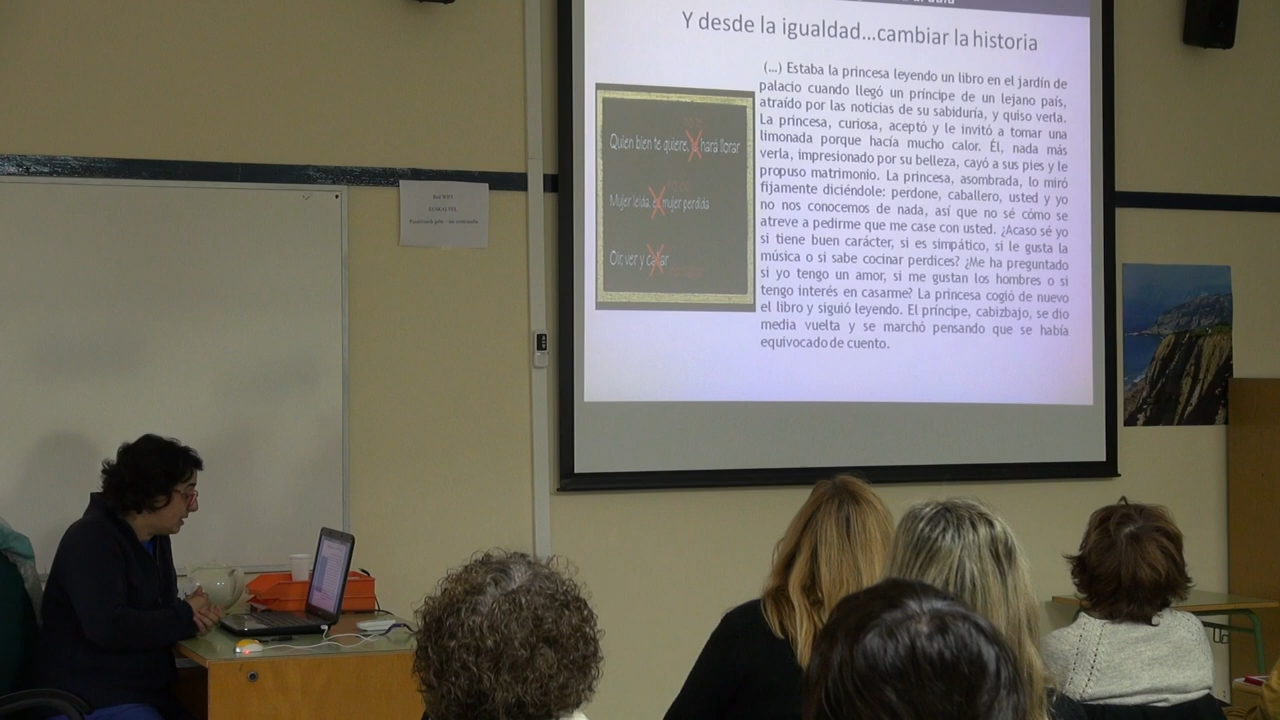 Y desde la igualdad...cambiar la historia
(...) Estaba la princesa leyendo un libro en el jardín de
palacio cuando llegó un príncipe de un lejano país,
atraído por las noticias de su sabiduría, y quiso verla.
La princesa, curiosa, aceptó y le invitó a tomar una
limonada porque hacía mucho calor. Él, nada más
verla, impresionado por su belleza, cayó a sus pies y le
propuso matrimonio. La princesa, asombrada, lo miró
fijamente diciéndole: perdone, caballero, usted y yo
no nos conocemos de nada, así que no sé cómo se
atreve a pedirme que me case con usted. ¿Acaso sé yo
si tiene buen carácter, si es simpático, si le gusta la
música o si sabe cocinar perdices? ¿Me ha preguntado
si yo tengo un amor, si me gustan los hombres o si
tengo interés en casarme? La princesa cogió de nuevo
el libro y siguió leyendo. El príncipe, cabizbajo, se dio
media vuelta y se marchó pensando que se había
equivocado de cuento.
Quien bien te quiere, hará llorar
Mujer leída, es mujer perdida
Oír, ver y callar
Red WIFI
EUSKALTEL